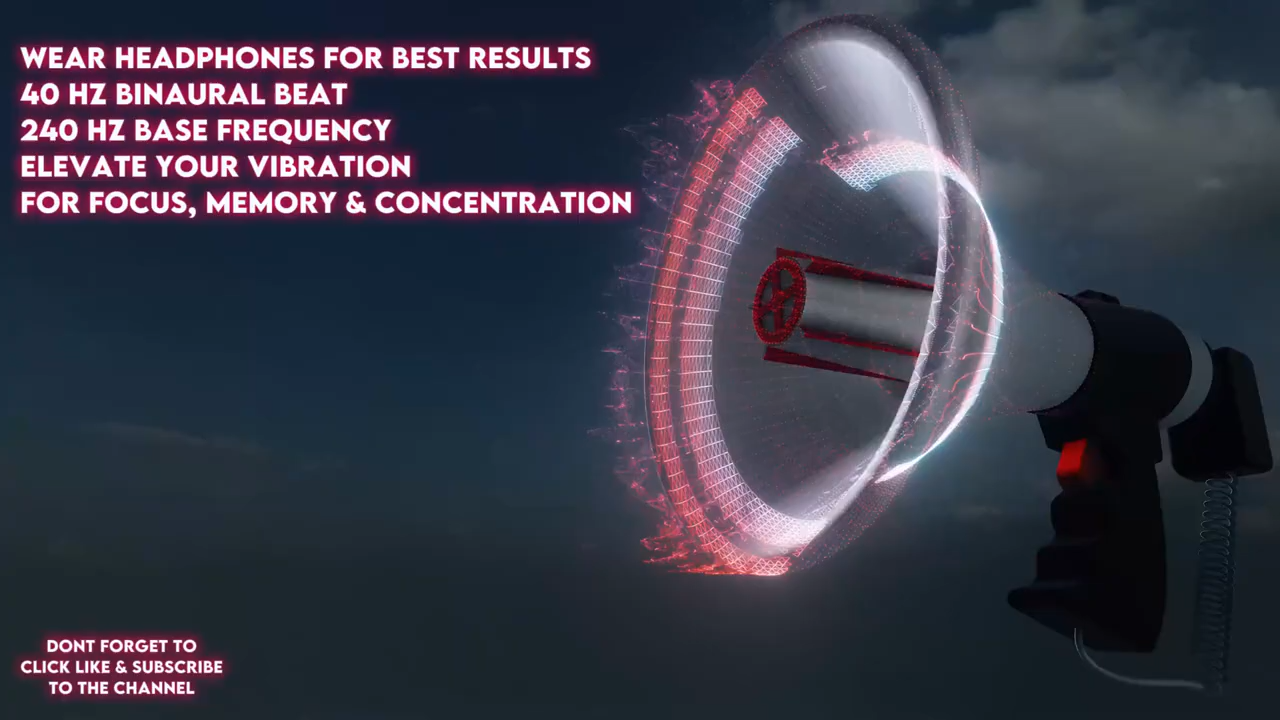 WEAR HEADPHONES FOR BEST RESULTS
40 HZ BINAURAL BEAT
240 HZ BASE FREQUENCY
ELEVATE YOUR VIBRATION
FOR FOCUS, MEMORY & CONCENTRATION
DONT FORGET TO
CLICK LIKE & SUBSCRIBE
TO THE CHANNEL